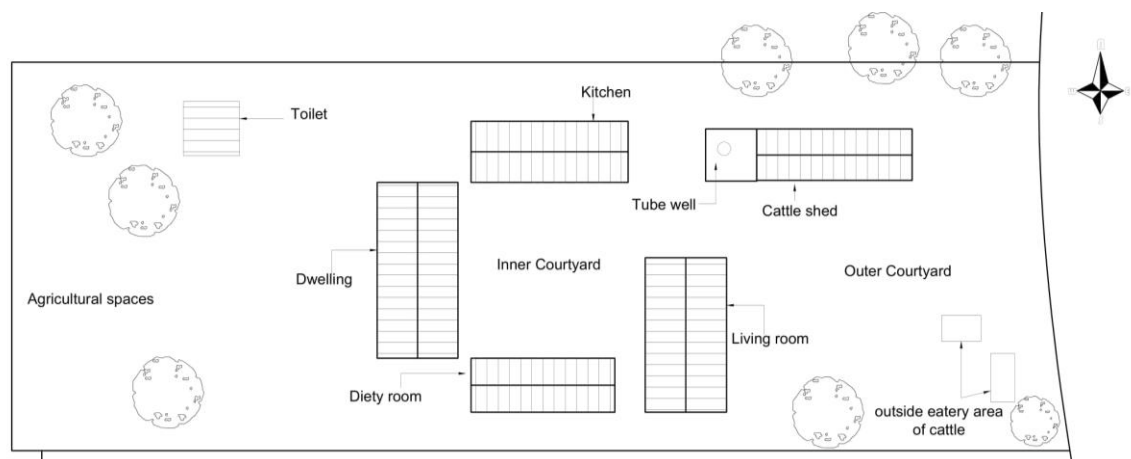 Toilet
Kitchen
Tube well
Cattle shed
Dwelling
Inner Courtyard
Outer Courtyard
Agricultural spaces
Living room
Diety room
outside eatery area
of cattle